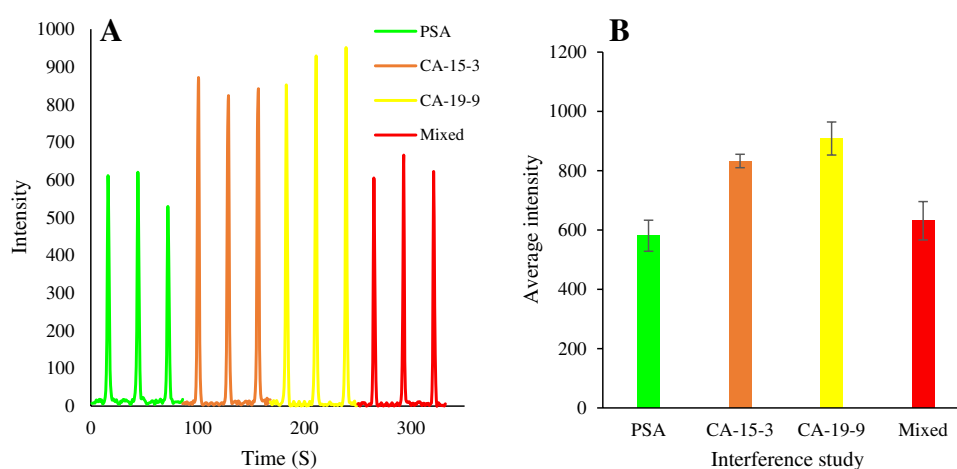 A
1000
900
800
700
600
500
400
300
200
100
0
Intensity
0 100 200 300
Time (S)
PSA
CA-15-3
CA-19-9
Mixed
B
1200
1000
800
600
400
200
0
Average intensity
PSA CA-15-3 CA-19-9 Mixed
Interference study